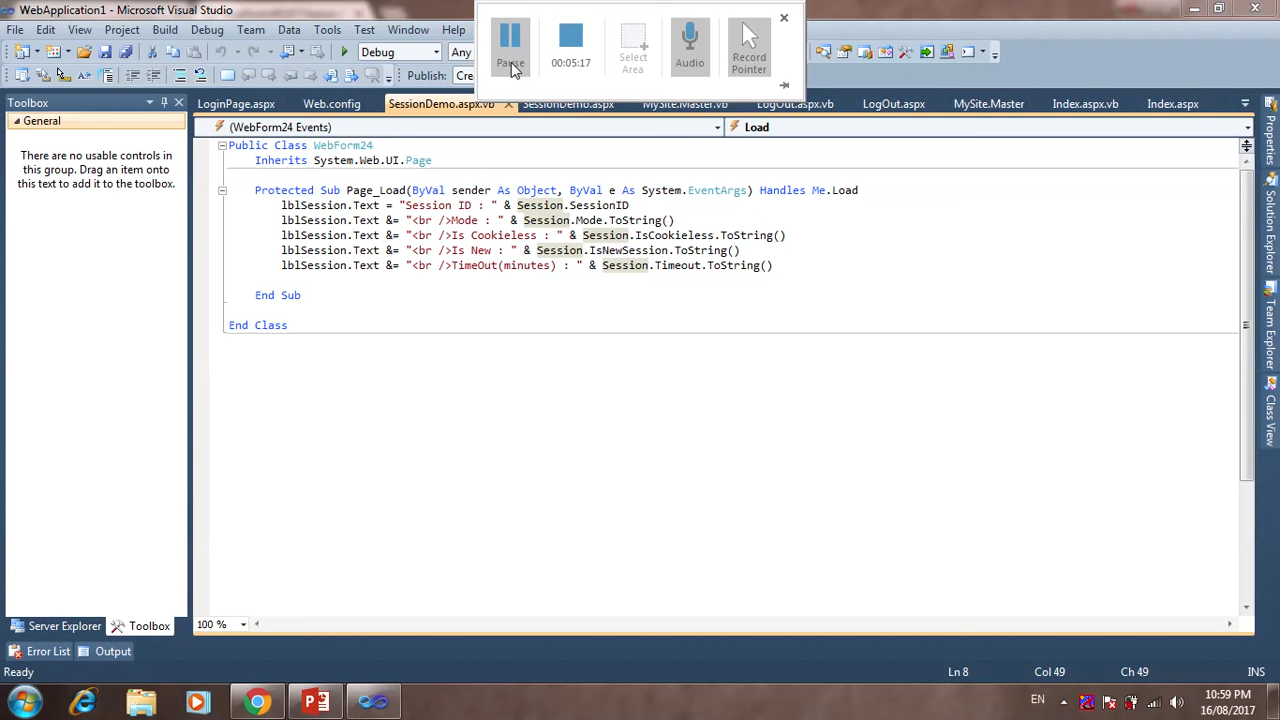 WebApplication1 - Microsoft Visual Studio
File Edit View Project Build Debug Team Data Tools Test Window Help
Pause
00:05:17
Select Area
Audio
Record Pointer
Debug
Any
Publish: Cre
Toolbox
LoginPage.aspx Web.config SessionDemo.aspx.vb SessionDemo.aspx MySite.Master.vb LogOut.aspx.vb LogOut.aspx MySite.Master Index.aspx.vb Index.aspx
General
(WebForm24 Events)
Load
There are no usable controls in
this group. Drag an item onto
this text to add it to the toolbox.
Public Class WebForm24
Inherits System.Web.UI.Page
Protected Sub Page_Load(ByVal sender As Object, ByVal e As System.EventArgs) Handles Me.Load
lblSession.Text = "Session ID : " & Session.SessionID
lblSession.Text &= "<br />Mode : " & Session.Mode.ToString()
lblSession.Text &= "<br />Is Cookieless : " & Session.IsCookieless.ToString()
lblSession.Text &= "<br />Is New : " & Session.IsNewSession.ToString()
lblSession.Text &= "<br />TimeOut(minutes) : " & Session.Timeout.ToString()
End Sub
End Class
Properties
Solution Explorer
Team Explorer
Class View
100 %
Server Explorer
Toolbox
Error List
Output
Ready
Ln 8
Col 49
Ch 49
INS
EN
10:59 PM
16/08/2017